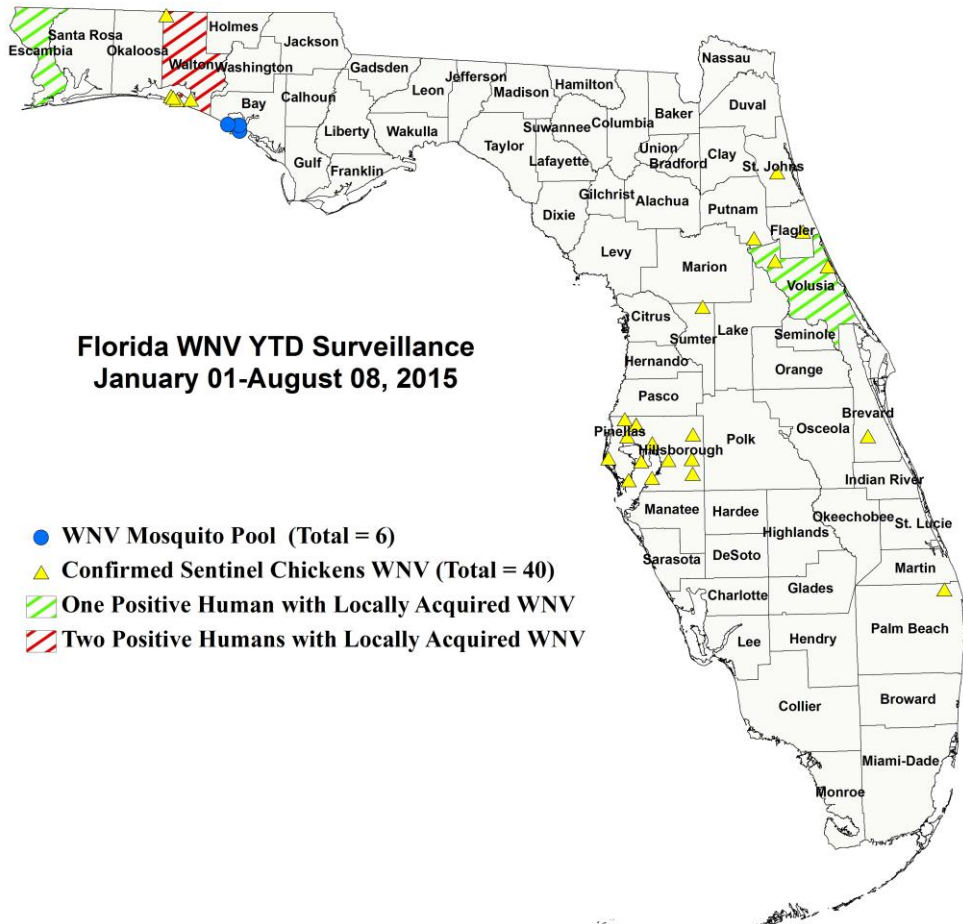 Holmes
Jackson
Santa Rosa
Escambia
Okaloosa
Walton
Washington
Gadsden
Jefferson
Hamilton
Nassau
Leon
Madison
Bay
Calhoun
Liberty
Wakulla
Suwannee
Columbia
Baker
Duval
Taylor
Union
Bradford
Clay
St. Johns
Gulf
Franklin
Lafayette
Gilchrist
Alachua
Putnam
Dixie
Flagler
Levy
Marion
Volusia
Citrus
Sumter
Lake
Seminole
Hernando
Orange
Pasco
Florida WNV YTD Surveillance
January 01-August 08, 2015
Brevard
Osceola
Pinellas
Hillsborough
Polk
Indian River
Manatee
Hardee
Highlands
Okeechobee
St. Lucie
Sarasota
DeSoto
Martin
Charlotte
Glades
Palm Beach
Lee
Hendry
Broward
Collier
Miami-Dade
Monroe
WNV Mosquito Pool (Total = 6)
Confirmed Sentinel Chickens WNV (Total = 40)
One Positive Human with Locally Acquired WNV
Two Positive Humans with Locally Acquired WNV